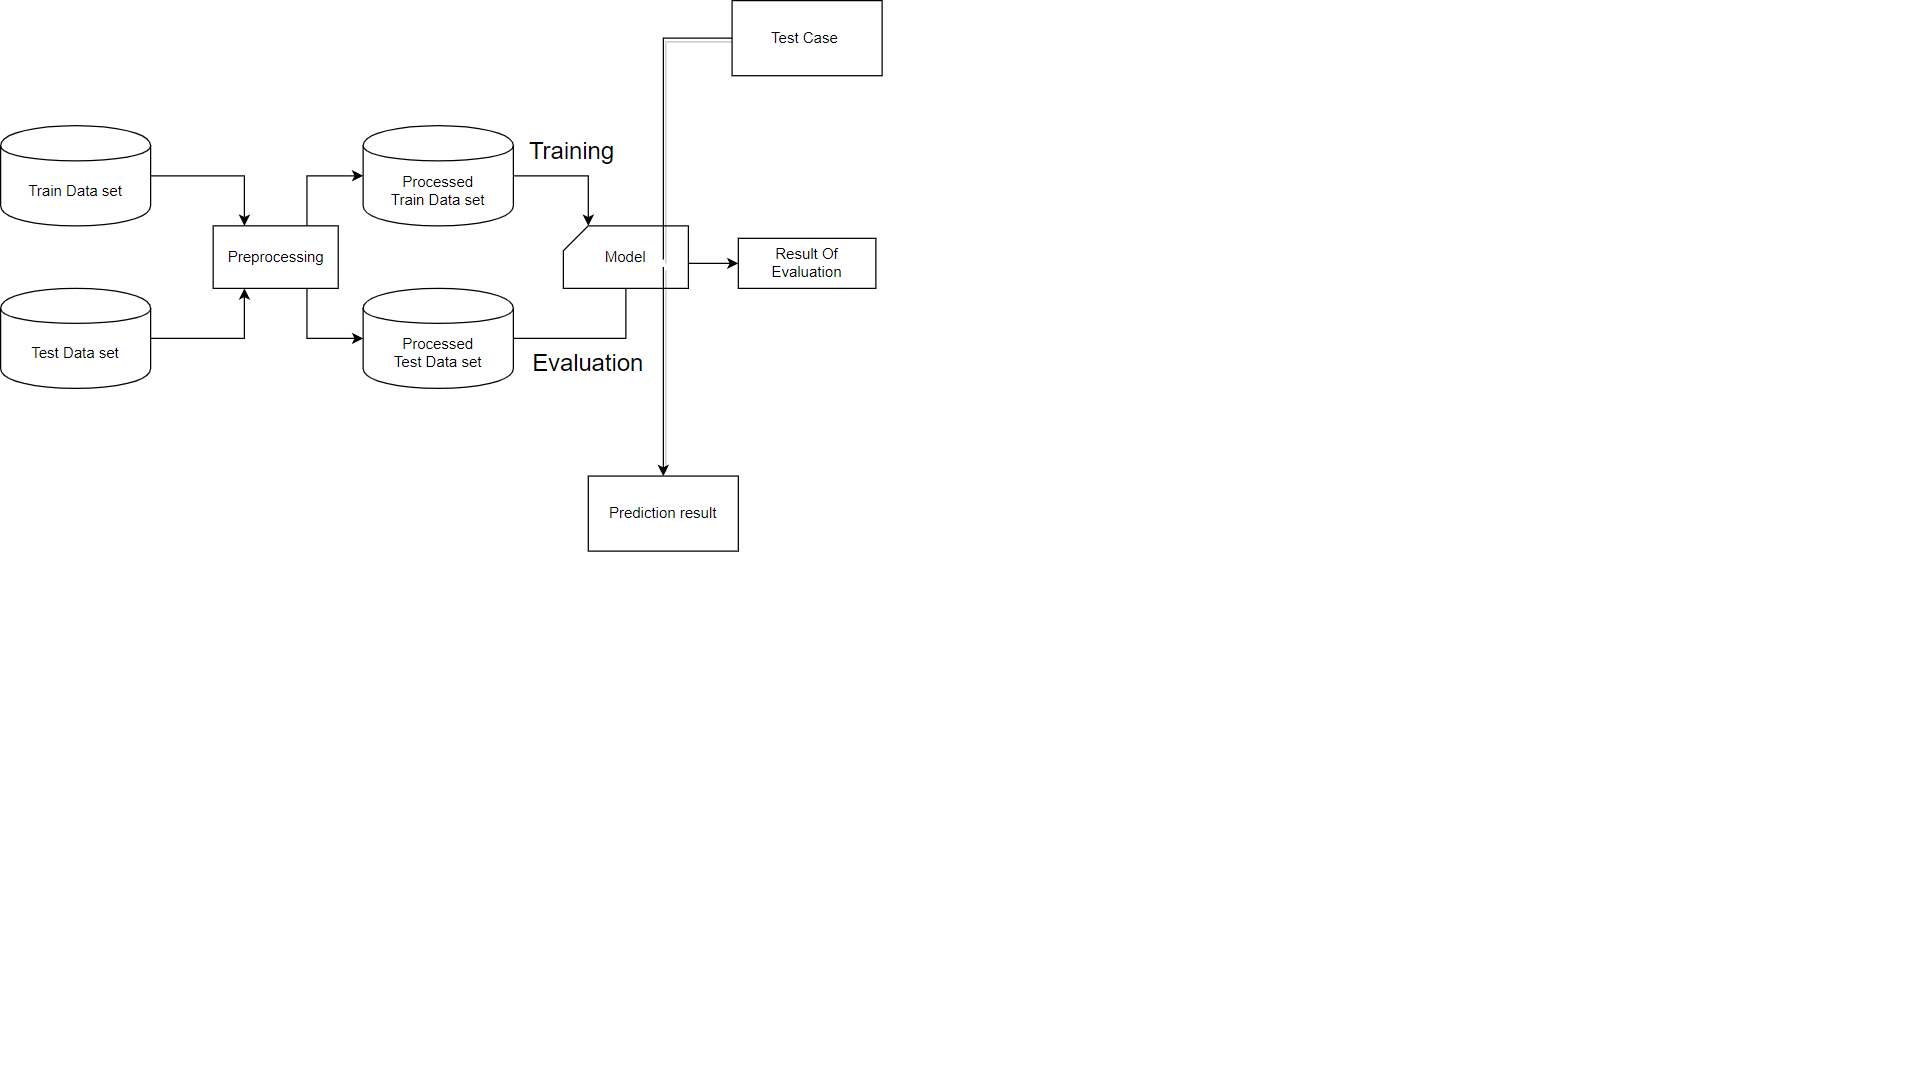 Test Case
Training
Train Data set
Processed
Train Data set
Preprocessing
Model
Result Of
Evaluation
Test Data set
Processed
Test Data set
Evaluation
Prediction result